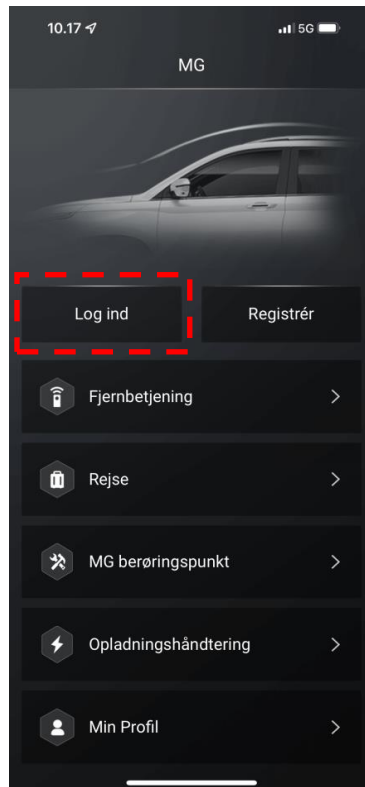 10.17 5G
MG
Log ind Registrér
Fjernbetjening
Rejse
MG berøringspunkt
Opladningshåndtering
Min Profil